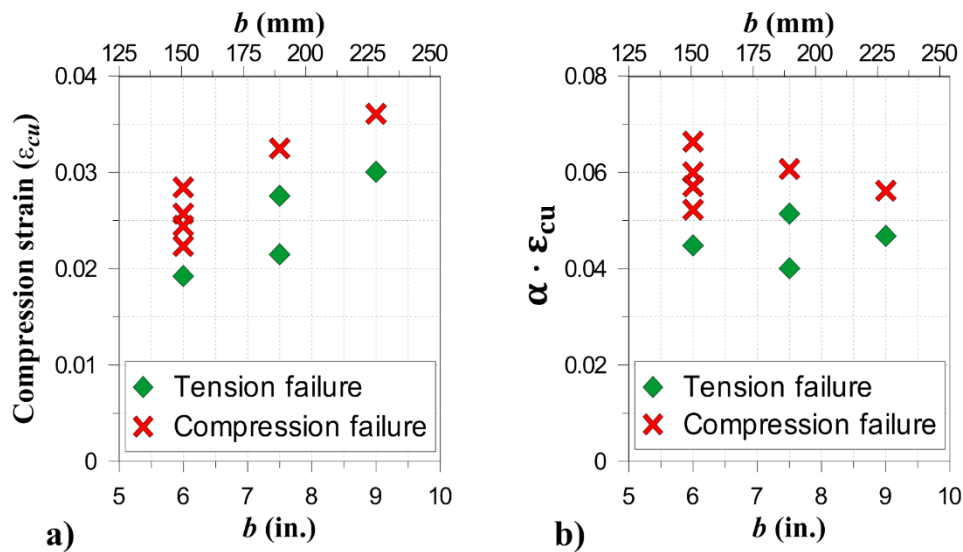 b (mm)
125 150 175 200 225 250
0.04
0.03
0.02
0.01
0
Compression strain (εcu)
Tension failure
Compression failure
5 6 7 8 9 10
b (in.)
a)
b (mm)
125 150 175 200 225 250
0.08
0.06
0.04
0.02
0
α · εcu
Tension failure
Compression failure
5 6 7 8 9 10
b (in.)
b)